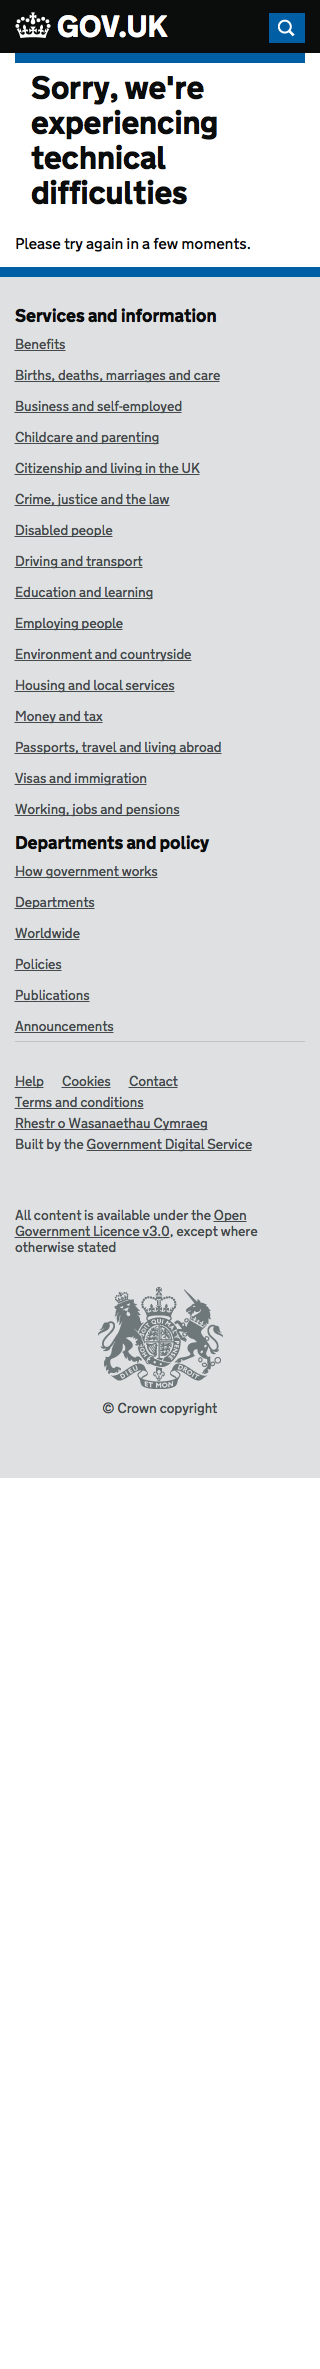 GOV.UK
Sorry, we're
experiencing
technical
difficulties
Please try again in a few moments.
Services and information
Benefits
Births, deaths, marriages and care
Business and self-employed
Childcare and parenting
Citizenship and living in the UK
Crime, justice and the law
Disabled people
Driving and transport
Education and learning
Employing people
Environment and countryside
Housing and local services
Money and tax
Passports, travel and living abroad
Visas and immigration
Working, jobs and pensions
Departments and policy
How government works
Departments
Worldwide
Policies
Publications
Announcements
Help Cookies Contact
Terms and conditions
Rhestr o Wasanaethau Cymraeg
Built by the Government Digital Service
All content is available under the Open
Government Licence v3.0, except where
otherwise stated
DIEU ET MON DROIT
© Crown copyright